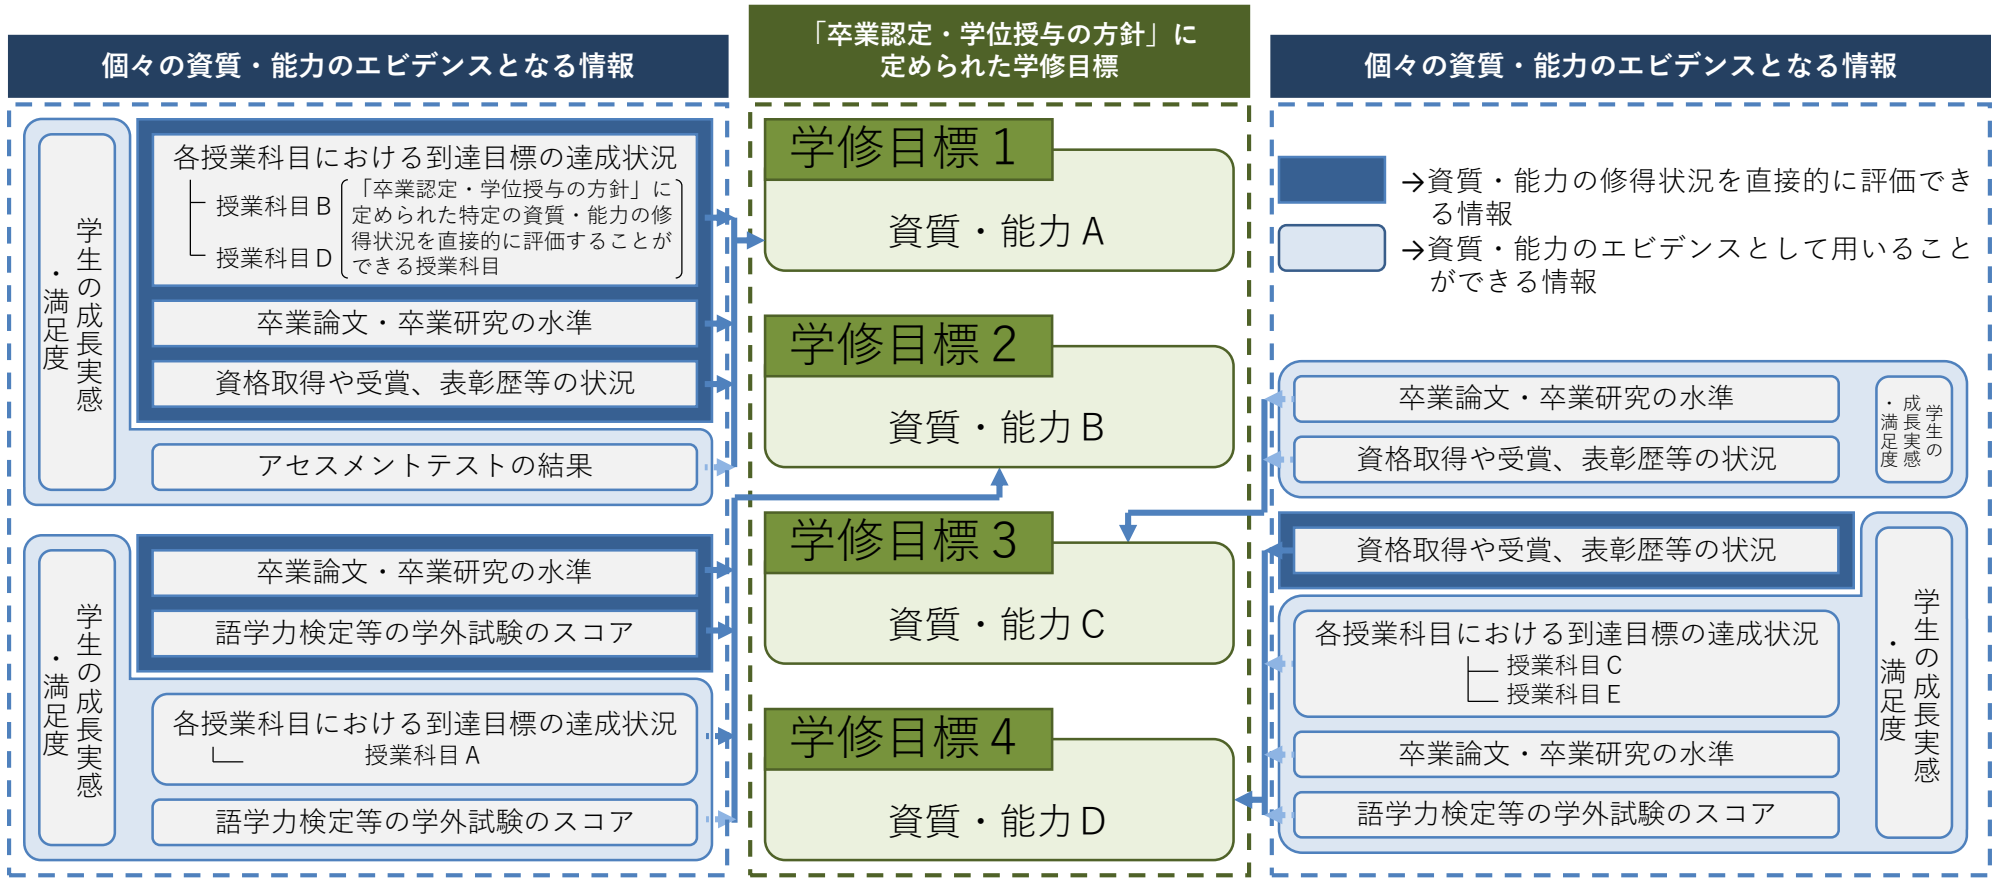 個々の資質・能力のエビデンスとなる情報
学生の成長実感
・満足度
各授業科目における到達目標の達成状況
授業科目B
授業科目D
「卒業認定・学位授与の方針」に
定められた特定の資質・能力の修
得状況を直接的に評価することが
できる授業科目
卒業論文・卒業研究の水準
資格取得や受賞、表彰歴等の状況
アセスメントテストの結果
学生の成長実感
・満足度
卒業論文・卒業研究の水準
語学力検定等の学外試験のスコア
各授業科目における到達目標の達成状況
授業科目A
語学力検定等の学外試験のスコア
「卒業認定・学位授与の方針」に
定められた学修目標
学修目標1
資質・能力A
学修目標2
資質・能力B
学修目標3
資質・能力C
学修目標4
資質・能力D
個々の資質・能力のエビデンスとなる情報
→資質・能力の修得状況を直接的に評価でき
る情報
→資質・能力のエビデンスとして用いること
ができる情報
卒業論文・卒業研究の水準
資格取得や受賞、表彰歴等の状況
学生の
成長実感
・満足度
資格取得や受賞、表彰歴等の状況
各授業科目における到達目標の達成状況
授業科目C
授業科目E
卒業論文・卒業研究の水準
語学力検定等の学外試験のスコア
学生の成長実感
・満足度